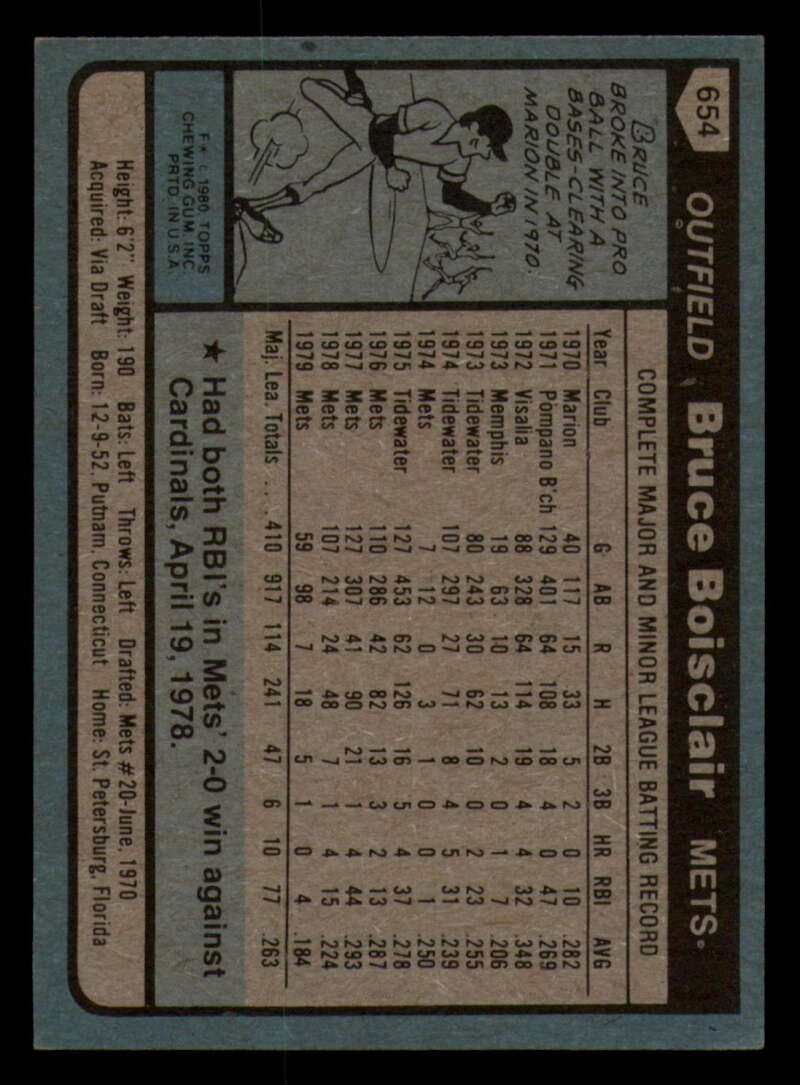 654 OUTFIELD Bruce Boisclair METS·
BRUCE
BROKE INTO PRO
BALL WITH A
BASES-CLEARING
DOUBLE AT
MARION IN 1970.
F* © 1980 TOPPS
CHEWING GUM, INC.
PRTD. IN U.S.A.
COMPLETE MAJOR AND MINOR LEAGUE BATTING RECORD
Year Club G AB R H 2B 3B HR RBI AVG
1970 Marion 40 117 15 33 5 2 0 10 .282
1971 Pompano B'ch 129 401 64 108 18 4 0 47 .269
1972 Visalia 88 328 64 114 19 4 4 32 .348
1973 Memphis 19 63 10 13 2 0 1 7 .206
1973 Tidewater 80 243 30 62 10 0 2 23 .255
1974 Tidewater 107 297 27 71 8 4 5 31 .239
1974 Mets 7 12 0 3 1 0 0 1 .250
1975 Tidewater 127 453 62 126 16 5 4 37 .278
1976 Mets 110 286 42 82 13 3 2 13 .287
1977 Mets 127 307 41 90 21 1 4 44 .293
1978 Mets 107 214 24 48 7 1 4 15 .224
1979 Mets 59 98 7 18 5 1 0 4 .184
Maj. Lea. Totals .... 410 917 114 241 47 6 10 77 .263
★ Had both RBI's in Mets' 2-0 win against
Cardinals, April 19, 1978.
Height: 6'2" Weight: 190 Bats: Left Throws: Left Drafted: Mets #20-June, 1970
Acquired: Via Draft Born: 12-9-52, Putnam, Connecticut Home: St. Petersburg, Florida